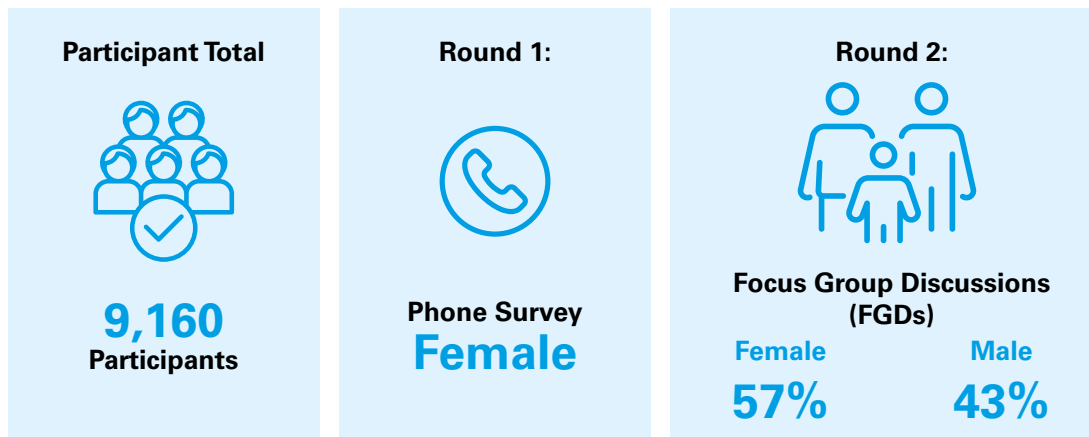 Participant Total
9,160
Participants
Round 1:
Phone Survey
Female
Round 2:
Focus Group Discussions
(FGDs)
Female Male
57% 43%